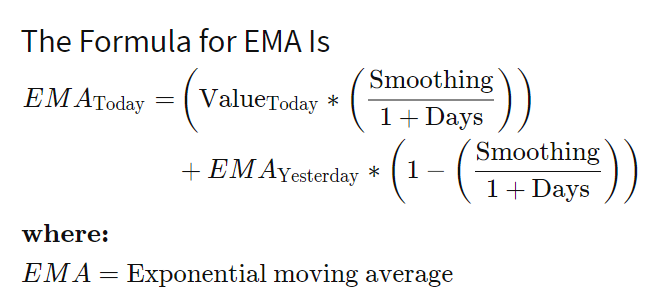 The Formula for EMA Is
EMA_Today = (Value_Today * (Smoothing / 1 + Days))
+ EMA_Yesterday * (1 − (Smoothing / 1 + Days))
where:
EMA = Exponential moving average